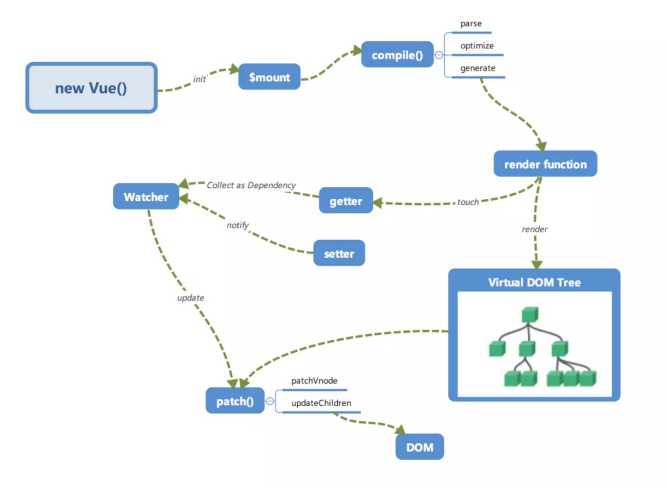 parse
compile()
optimize
generate
new Vue()
init
$mount
render function
Watcher
Collect as Dependency
getter
touch
notify
render
setter
Virtual DOM Tree
update
patchVnode
patch()
updateChildren
DOM